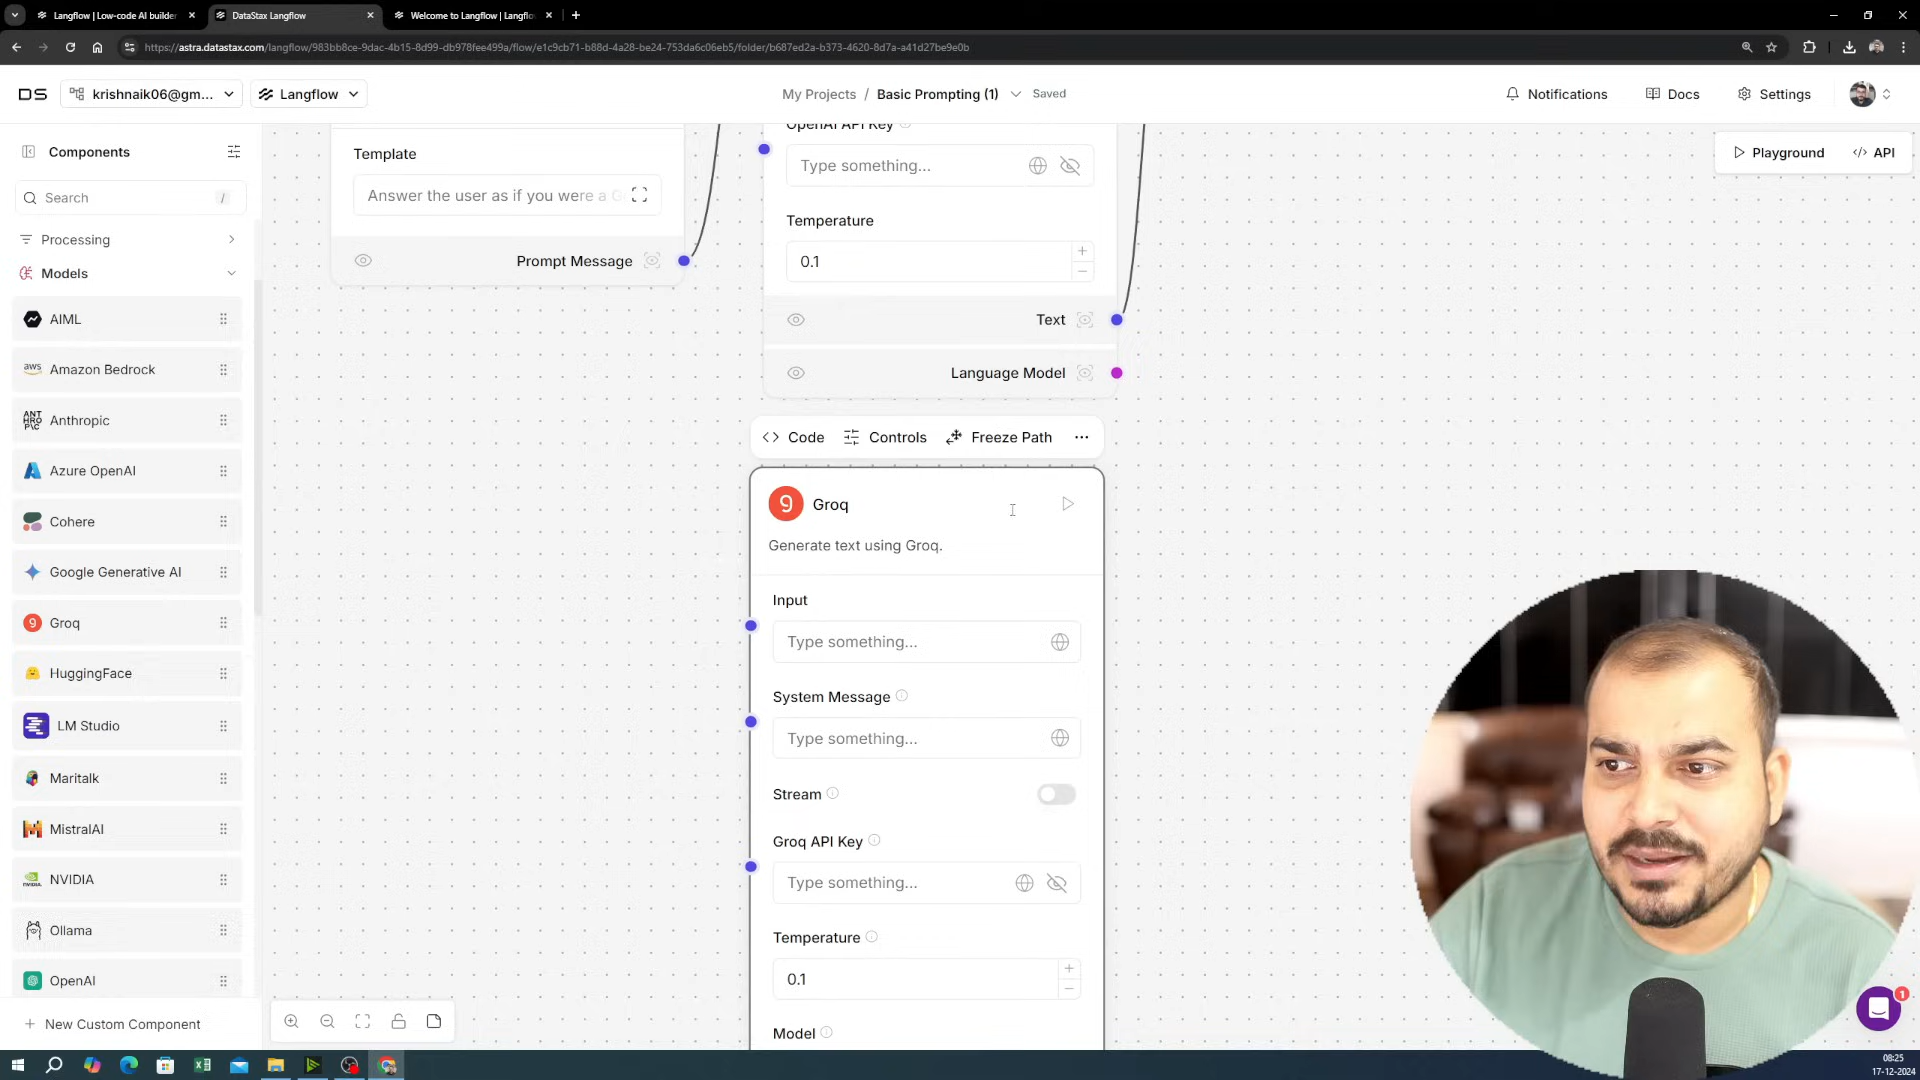 Langflow | Low-code AI builder
DataStax Langflow
Welcome to Langflow | Langflo
https://astra.datastax.com/langflow/983bb8ce-9dac-4b15-8d99-db978fee499a/flow/e1c9cb71-b88d-4a28-be24-753da6c06eb5/folder/b687ed2a-b373-4620-8d7a-a41d27be9e0b
DS krishnaik06@gm... Langflow My Projects / Basic Prompting (1) Saved Notifications Docs Settings
Components
Search /
Processing
Models
AIML
Amazon Bedrock
Anthropic
Azure OpenAI
Cohere
Google Generative AI
Groq
HuggingFace
LM Studio
Maritalk
MistralAI
NVIDIA
Ollama
OpenAI
+ New Custom Component
Playground API
Template
Answer the user as if you were a G
Prompt Message
OpenAI API Key
Type something...
Temperature
0.1
Text
Language Model
Code Controls Freeze Path ...
Groq
Generate text using Groq.
Input
Type something...
System Message
Type something...
Stream
Groq API Key
Type something...
Temperature
0.1
Model
1
08:25
17-12-2024